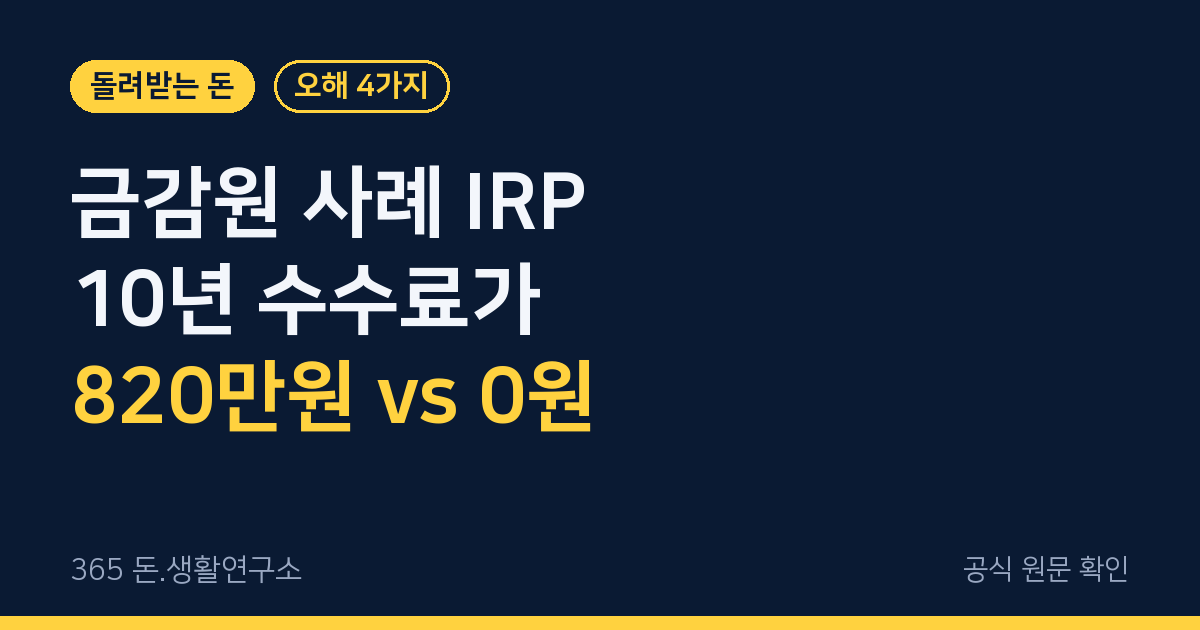 돌려받는 돈
오해 4가지
금감원 사례 IRP
10년 수수료가
820만원 vs 0원
365 돈.생활연구소
공식 원문 확인